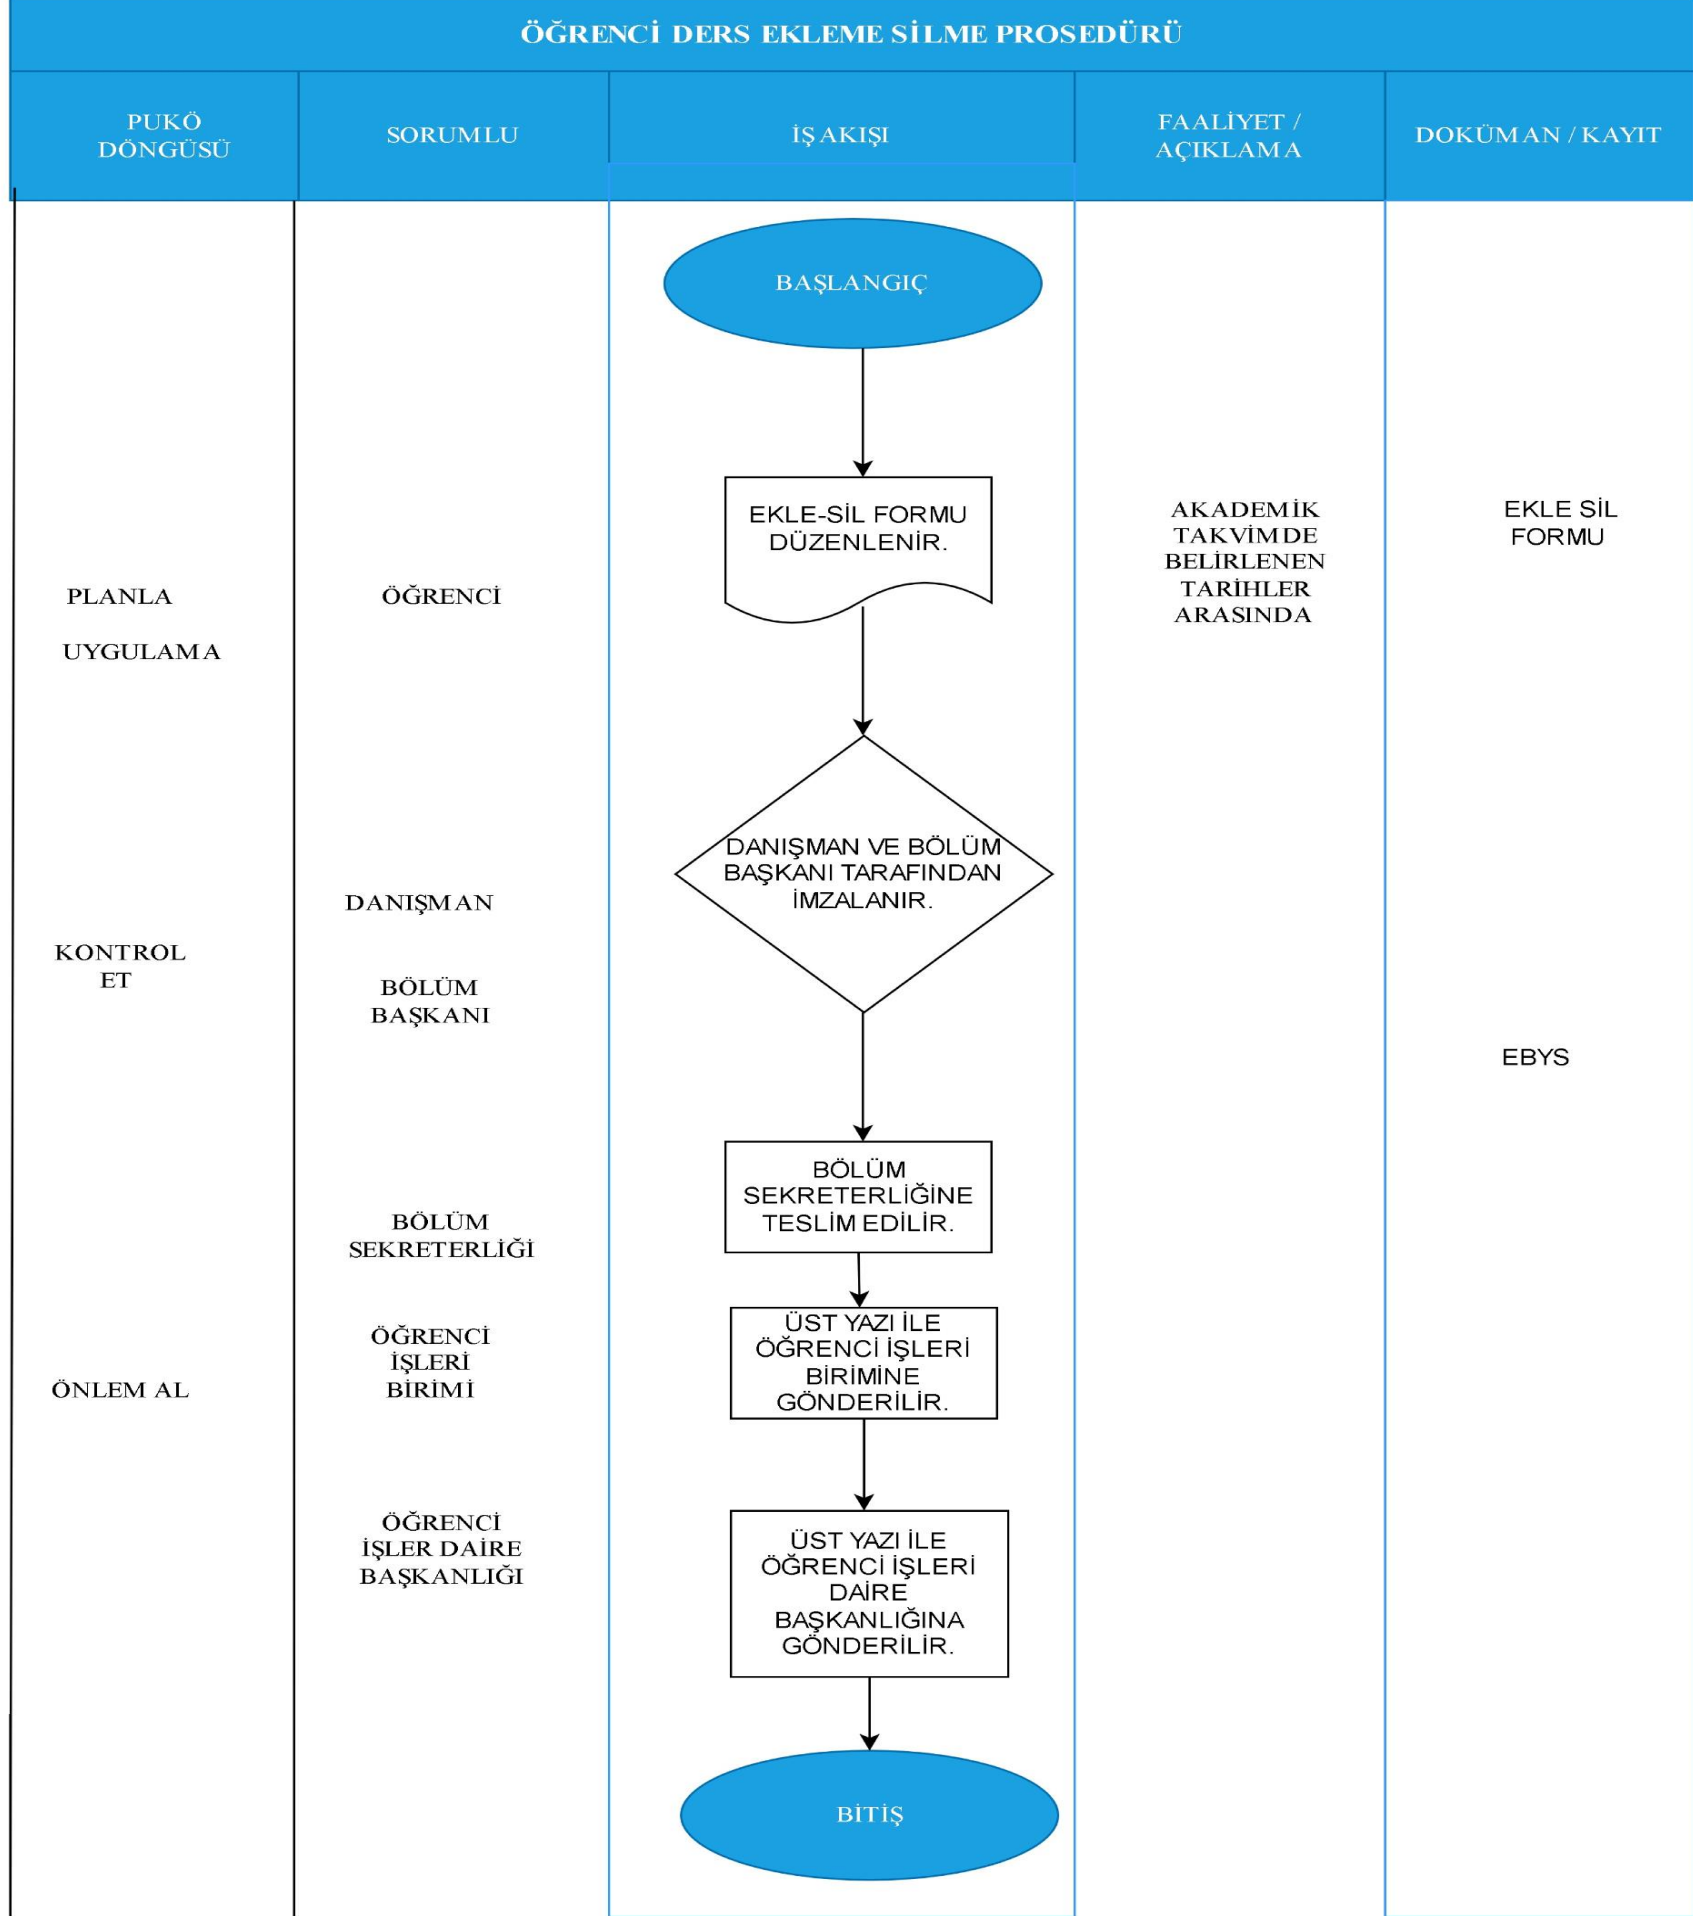 ÖĞRENCİ DERS EKLEME SİLME PROSEDÜRÜ
PUKÖ
DÖNGÜSÜ
SORUMLU
İŞ AKIŞI
FAALİYET /
AÇIKLAMA
DOKÜMAN / KAYIT
BAŞLANGIÇ
EKLE-SİL FORMU
DÜZENLENİR.
AKADEMİK
TAKVİMDE
BELİRLENEN
TARİHLER
ARASINDA
EKLE SİL
FORMU
PLANLA
ÖĞRENCİ
UYGULAMA
DANIŞMAN VE BÖLÜM
BAŞKANI TARAFINDAN
İMZALANIR.
DANIŞMAN
KONTROL
ET
BÖLÜM
BAŞKANI
EBYS
BÖLÜM
SEKRETERLİĞİNE
TESLİM EDİLİR.
BÖLÜM
SEKRETERLİĞİ
ÜST YAZI İLE
ÖĞRENCİ İŞLERİ
BİRİMİNE
GÖNDERİLİR.
ÖĞRENCİ
İŞLERİ
BİRİMİ
ÖNLEM AL
ÖĞRENCİ
İŞLER DAİRE
BAŞKANLIĞI
ÜST YAZI İLE
ÖĞRENCİ İŞLERİ
DAİRE
BAŞKANLIĞINA
GÖNDERİLİR.
BİTİŞ